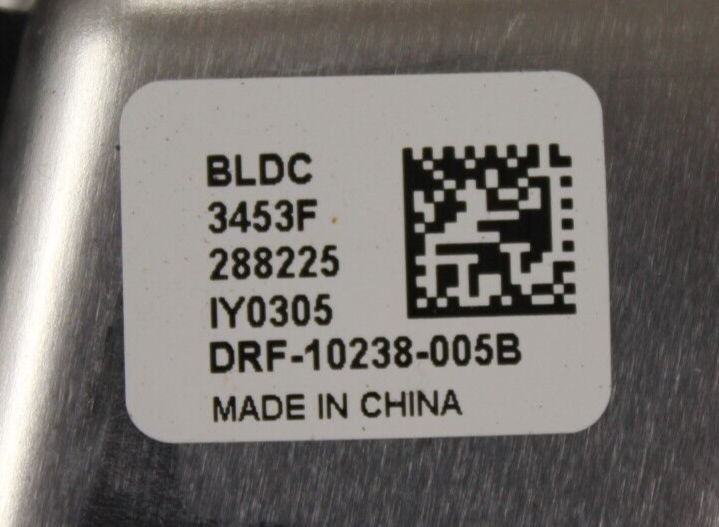 BLDC
3453F
288225
IY0305
DRF-10238-005B
MADE IN CHINA